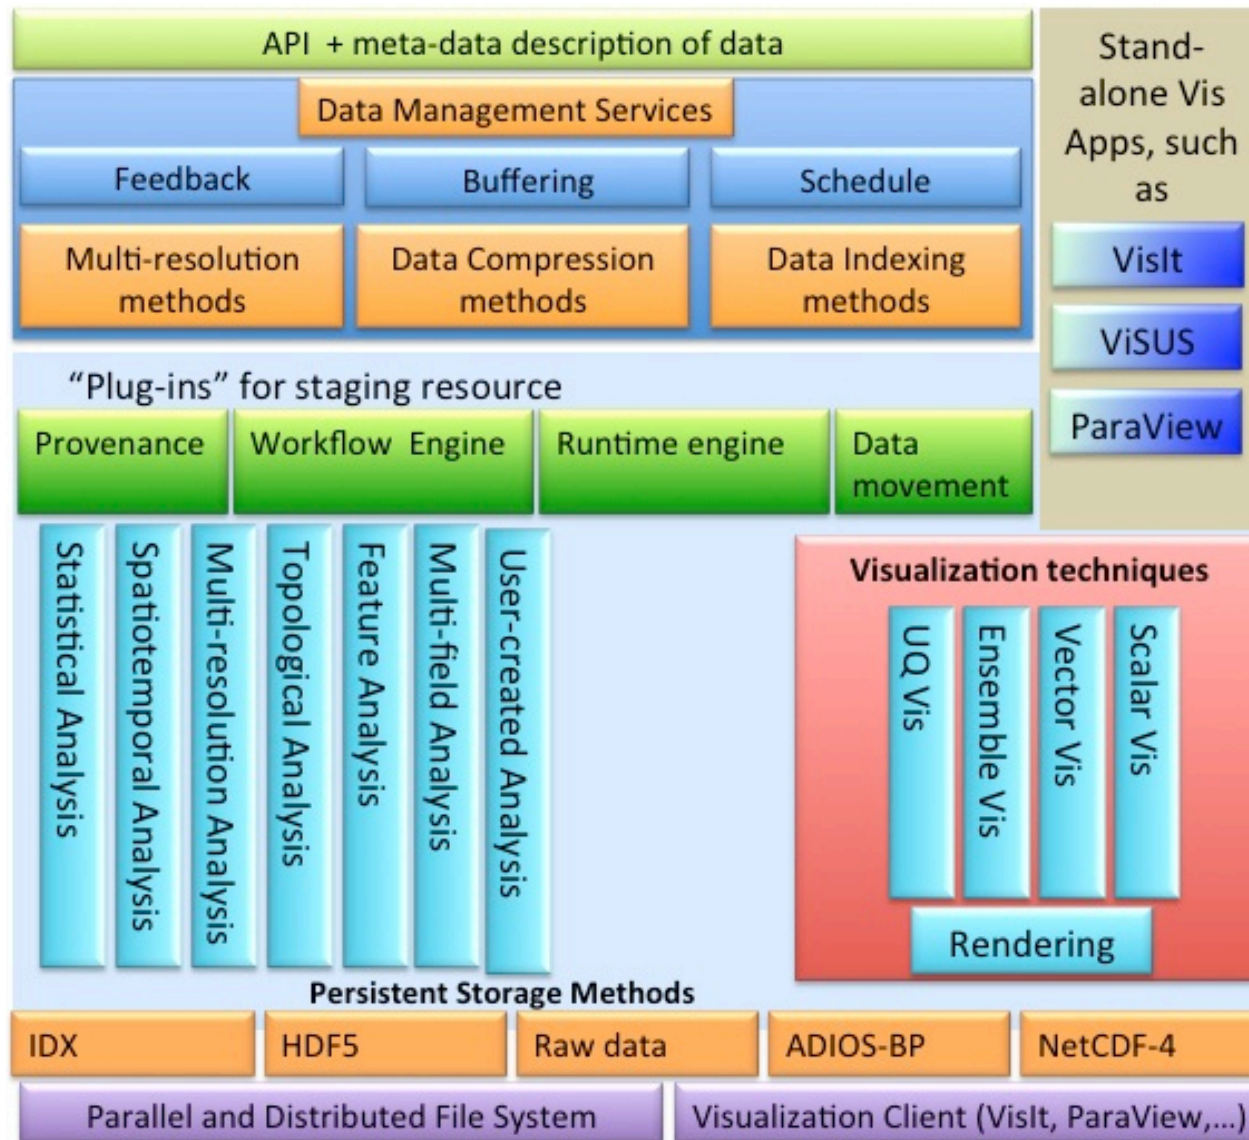 API + meta-data description of data
Data Management Services
Feedback
Buffering
Schedule
Multi-resolution
methods
Data Compression
methods
Data Indexing
methods
Stand-
alone Vis
Apps, such
as
VisIt
ViSUS
ParaView
“Plug-ins” for staging resource
Provenance
Workflow Engine
Runtime engine
Data
movement
Statistical Analysis
Spatiotemporal Analysis
Multi-resolution Analysis
Topological Analysis
Feature Analysis
Multi-field Analysis
User-created Analysis
Visualization techniques
UQ Vis
Ensemble Vis
Vector Vis
Scalar Vis
Rendering
Persistent Storage Methods
IDX
HDF5
Raw data
ADIOS-BP
NetCDF-4
Parallel and Distributed File System
Visualization Client (VisIt, ParaView,...)